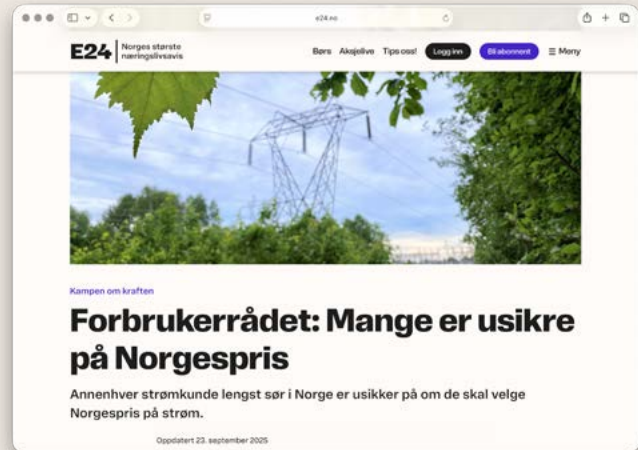 e24.no
E24
Norges største
næringslivsavis
Børs Aksjelive Tips oss! Logg inn Bli abonnent Meny
Kampen om kraften
Forbrukerrådet: Mange er usikre
på Norgespris
Annenhver strømkunde lengst sør i Norge er usikker på om de skal velge
Norgespris på strøm.
Oppdatert 23. september 2025